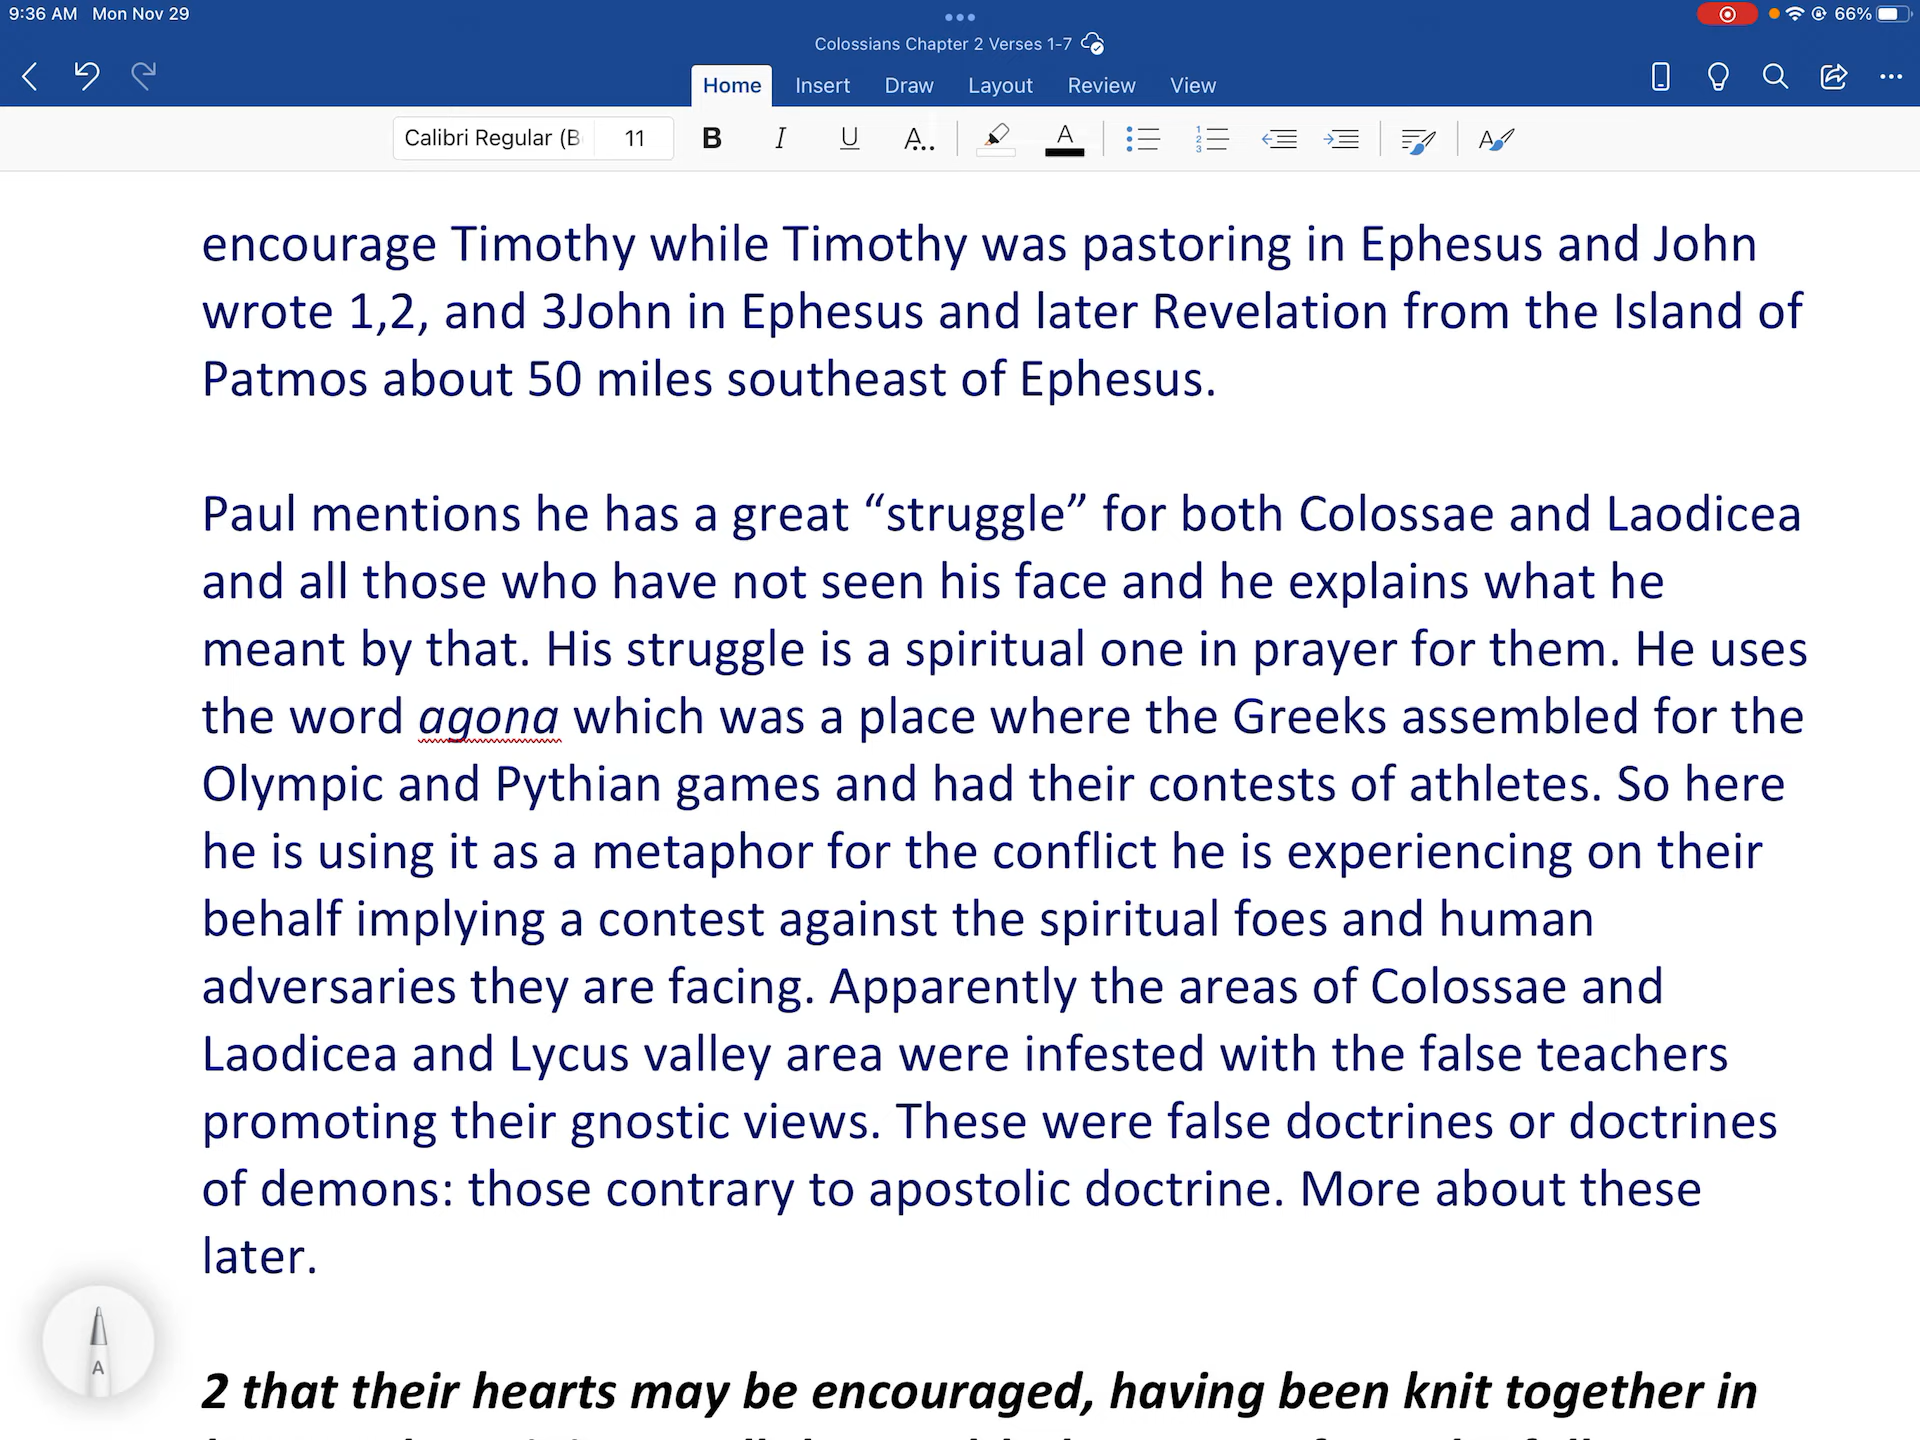 9:36 AM Mon Nov 29
66%
Colossians Chapter 2 Verses 1-7
Home Insert Draw Layout Review View
Calibri Regular (B 11 B I U A.. A A
encourage Timothy while Timothy was pastoring in Ephesus and John
wrote 1,2, and 3John in Ephesus and later Revelation from the Island of
Patmos about 50 miles southeast of Ephesus.
Paul mentions he has a great “struggle” for both Colossae and Laodicea
and all those who have not seen his face and he explains what he
meant by that. His struggle is a spiritual one in prayer for them. He uses
the word agona which was a place where the Greeks assembled for the
Olympic and Pythian games and had their contests of athletes. So here
he is using it as a metaphor for the conflict he is experiencing on their
behalf implying a contest against the spiritual foes and human
adversaries they are facing. Apparently the areas of Colossae and
Laodicea and Lycus valley area were infested with the false teachers
promoting their gnostic views. These were false doctrines or doctrines
of demons: those contrary to apostolic doctrine. More about these
later.
A
2 that their hearts may be encouraged, having been knit together in